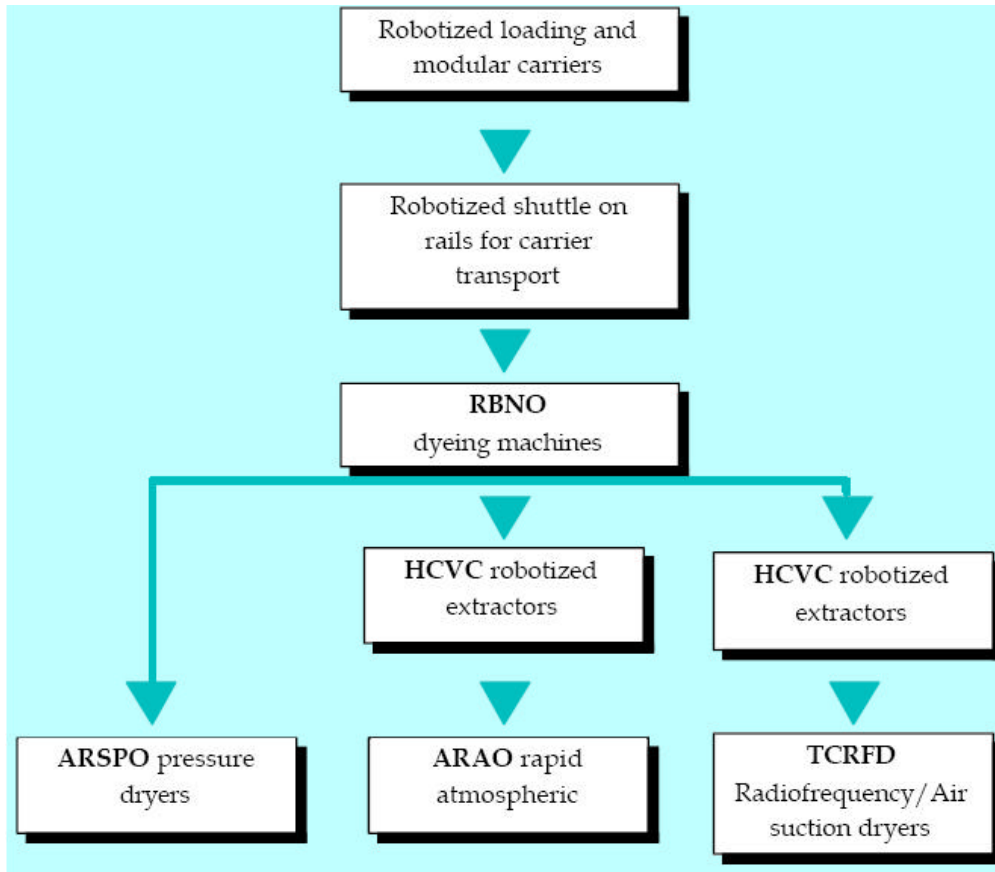 Robotized loading and
modular carriers
Robotized shuttle on
rails for carrier
transport
RBNO
dyeing machines
HCVC robotized
extractors
HCVC robotized
extractors
ARSPO pressure
dryers
ARAO rapid
atmospheric
TCRFD
Radiofrequency/Air
suction dryers